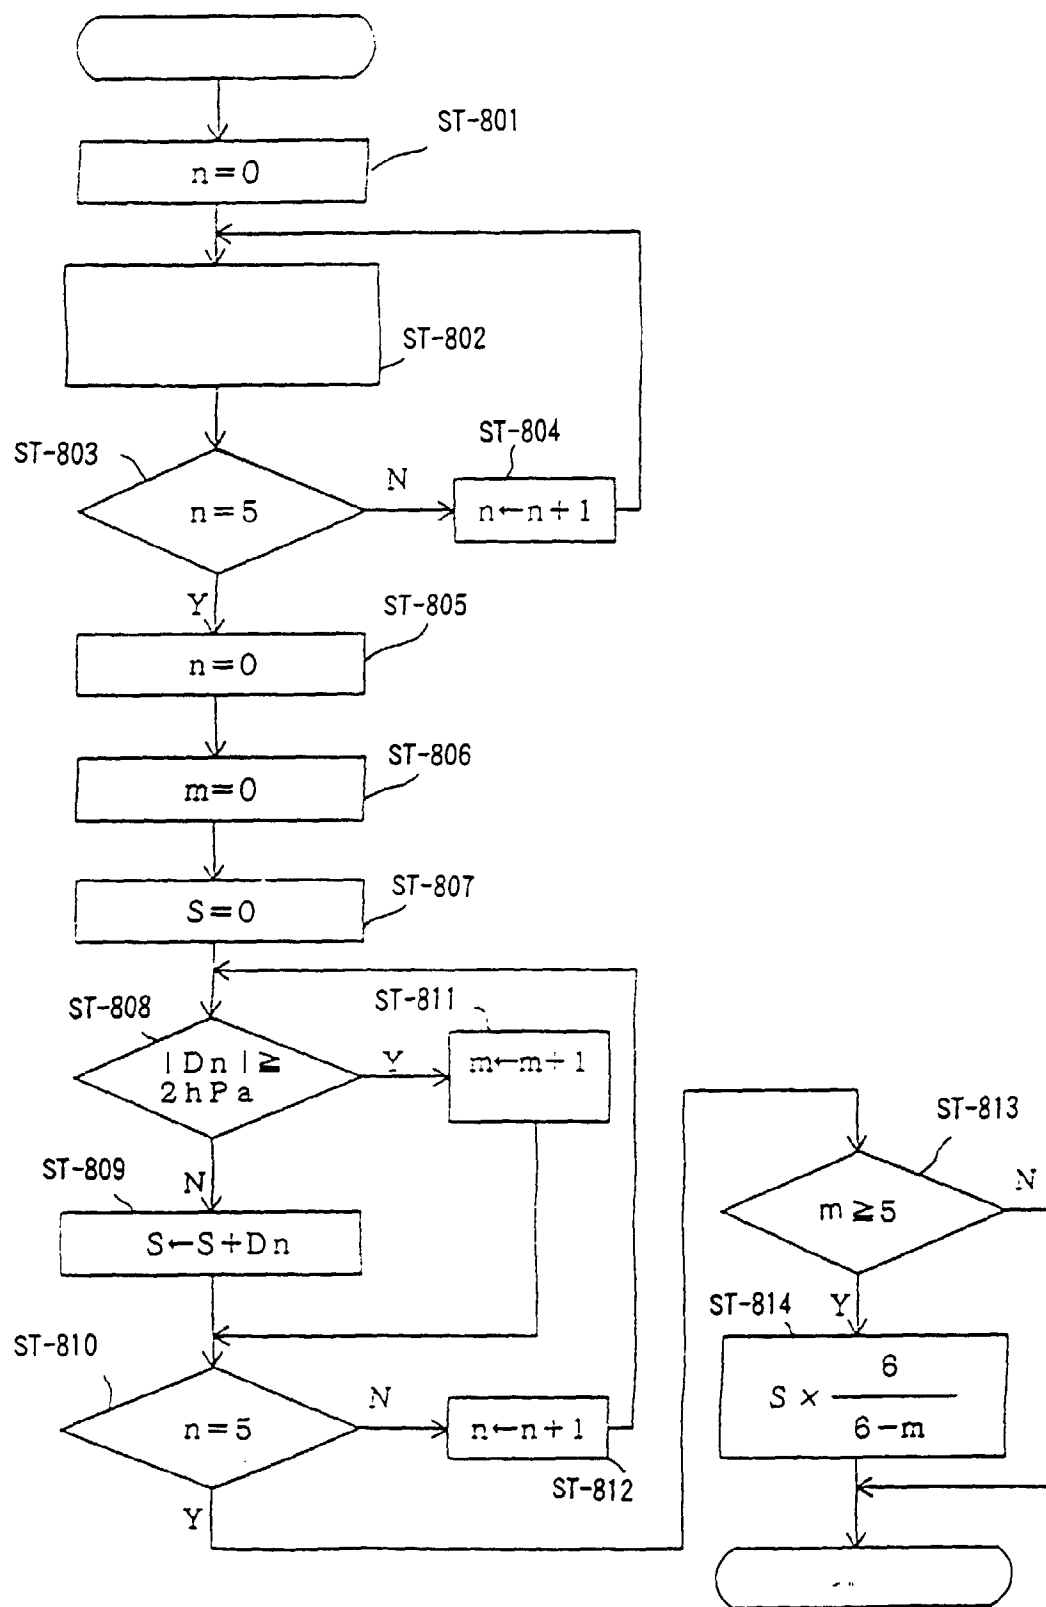 ST-801
n=0
ST-802
ST-803
n=5
N
ST-804
n←n+1
Y
ST-805
n=0
ST-806
m=0
ST-807
S=0
ST-808
|Dn|≧
2hPa
Y
ST-811
m←m+1
N
ST-809
S←S+Dn
ST-810
n=5
N
n←n+1
ST-812
Y
ST-813
m≧5
N
Y
ST-814
S×
6
6-m